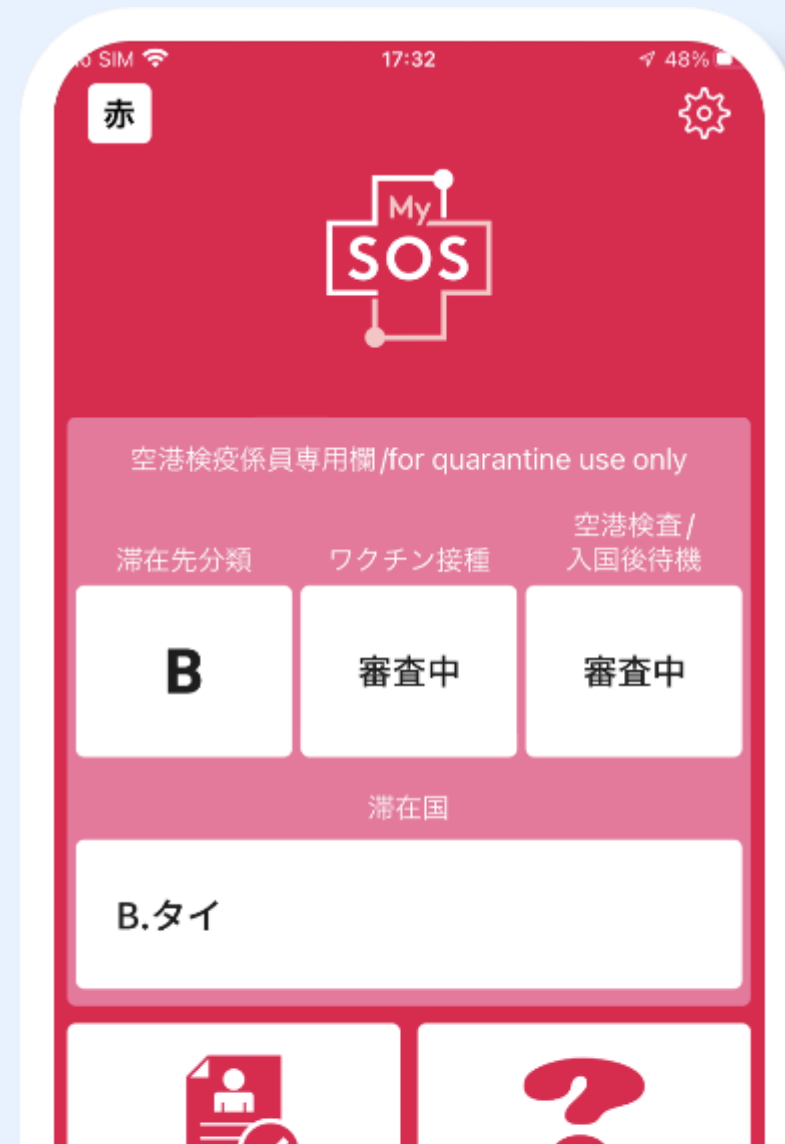 SIM
17:32
48%
赤
My
SOS
空港検疫係員専用欄/for quarantine use only
滞在先分類
ワクチン接種
空港検査/
入国後待機
B
審査中
審査中
滞在国
B.タイ